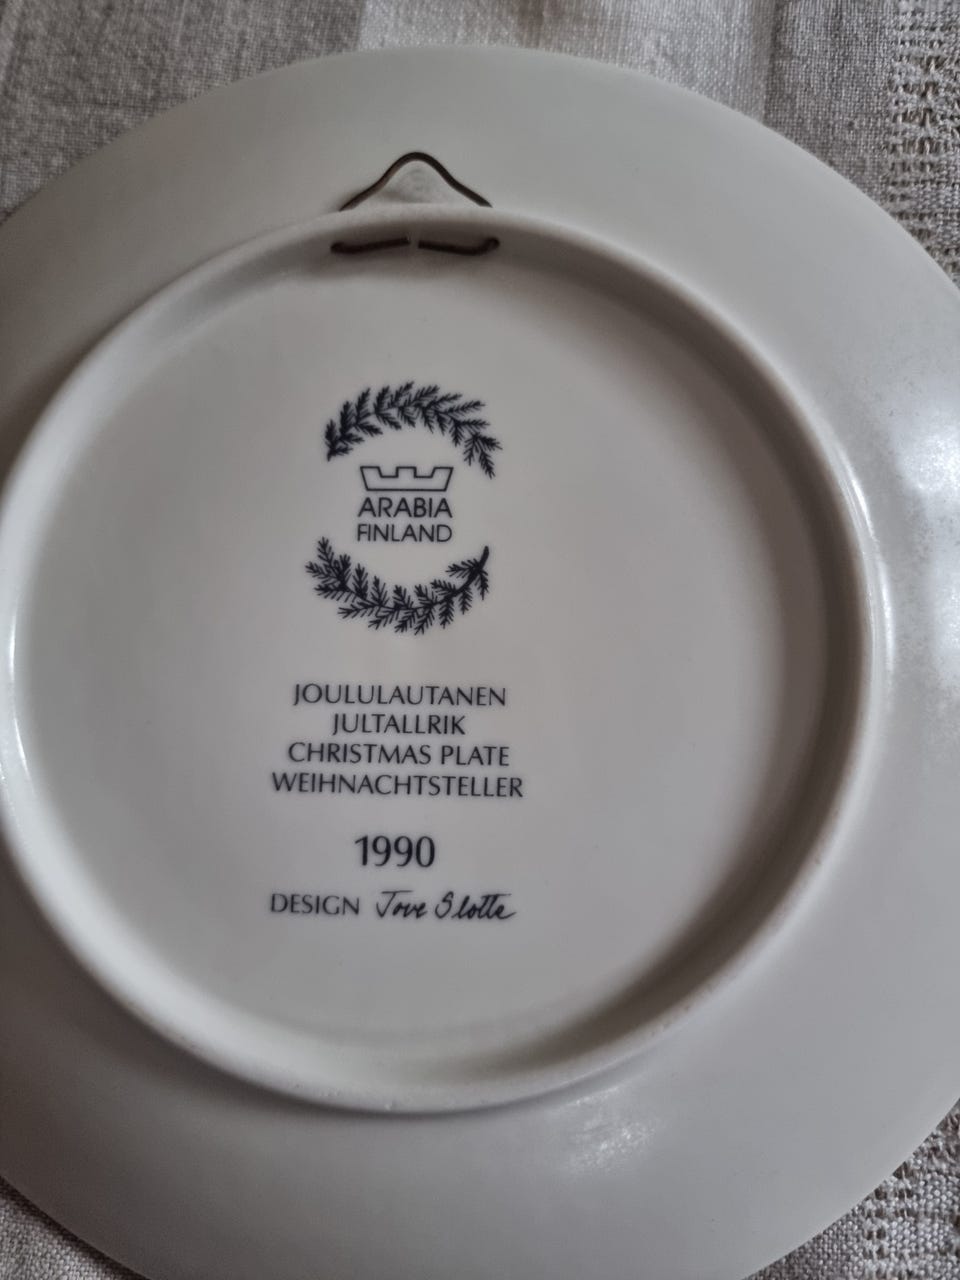 ARABIA
FINLAND
JOULULAUTANEN
JULTALLRIK
CHRISTMAS PLATE
WEIHNACHTSTELLER
1990
DESIGN Tove Slotte